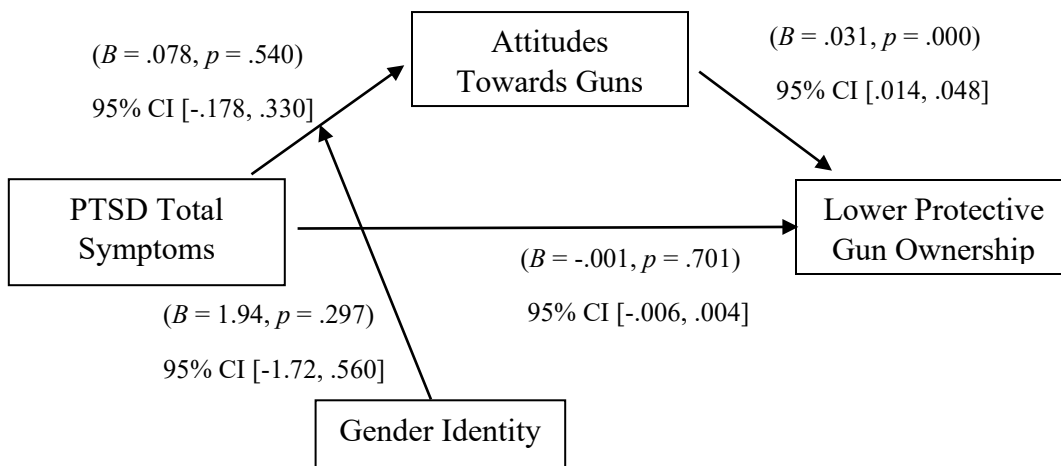 (B = .078, p = .540)
95% CI [-.178, .330]
Attitudes
Towards Guns
(B = .031, p = .000)
95% CI [.014, .048]
PTSD Total
Symptoms
Lower Protective
Gun Ownership
(B = -.001, p = .701)
95% CI [-.006, .004]
(B = 1.94, p = .297)
95% CI [-1.72, .560]
Gender Identity